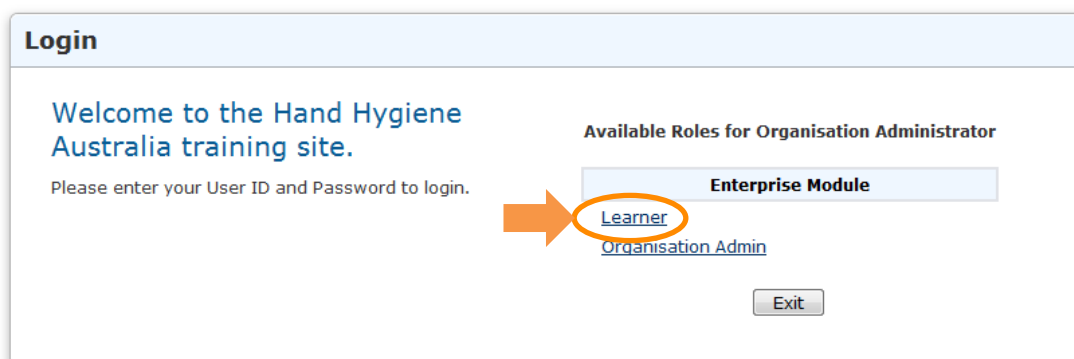 Login
Welcome to the Hand Hygiene
Australia training site.
Please enter your User ID and Password to login.
Available Roles for Organisation Administrator
Enterprise Module
Learner
Organisation Admin
Exit